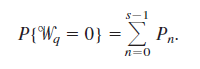 P{𝒲q = 0} = ∑_{n=0}^{s−1} Pn.